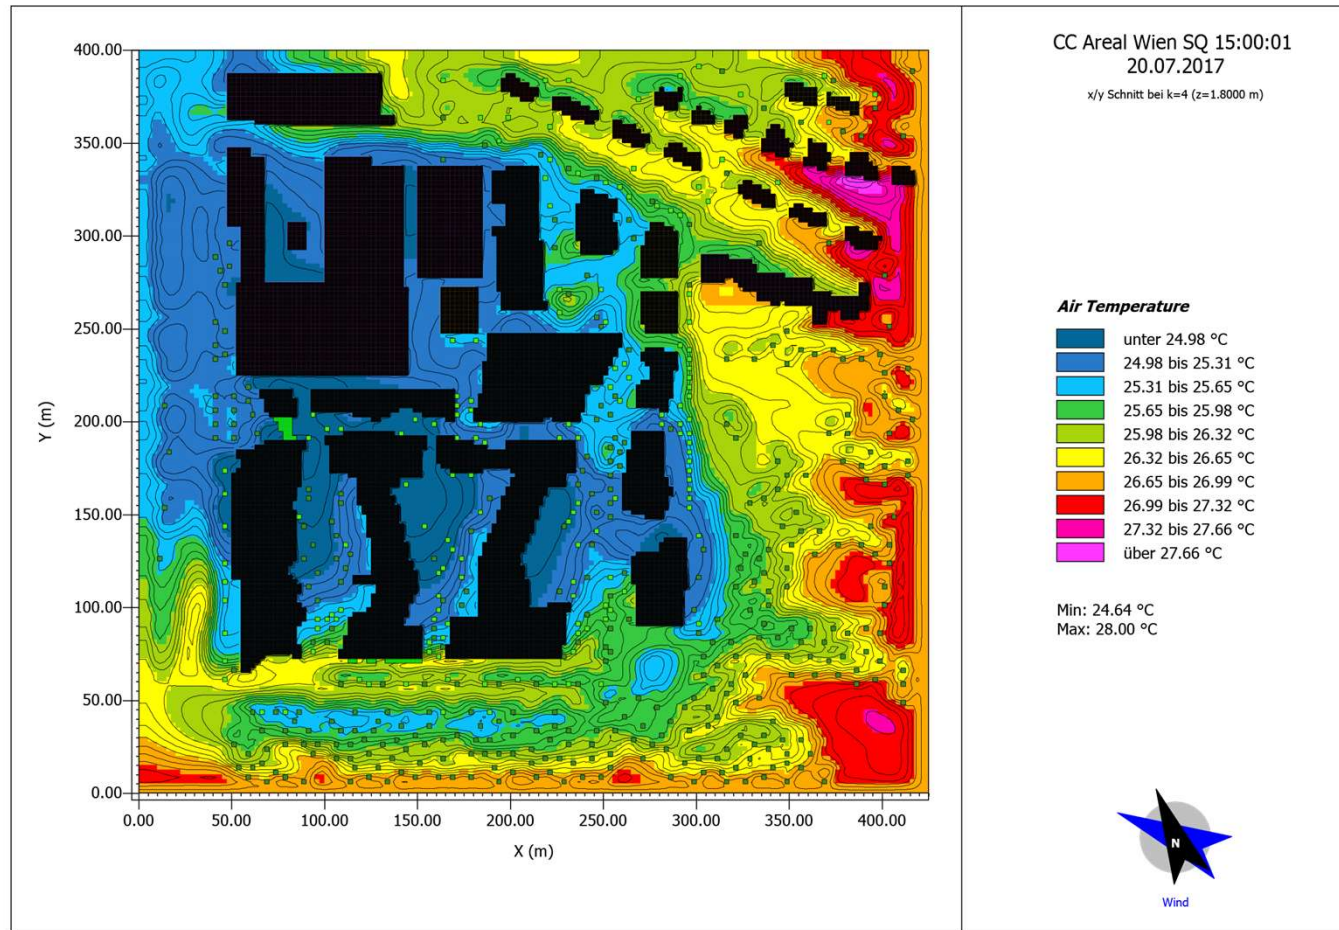 CC Areal Wien SQ 15:00:01
20.07.2017
x/y Schnitt bei k=4 (z=1.8000 m)
400.00
350.00
300.00
250.00
200.00
150.00
100.00
50.00
0.00
Y (m)
0.00 50.00 100.00 150.00 200.00 250.00 300.00 350.00 400.00
X (m)
Air Temperature
unter 24.98 °C
24.98 bis 25.31 °C
25.31 bis 25.65 °C
25.65 bis 25.98 °C
25.98 bis 26.32 °C
26.32 bis 26.65 °C
26.65 bis 26.99 °C
26.99 bis 27.32 °C
27.32 bis 27.66 °C
über 27.66 °C
Min: 24.64 °C
Max: 28.00 °C
N
Wind